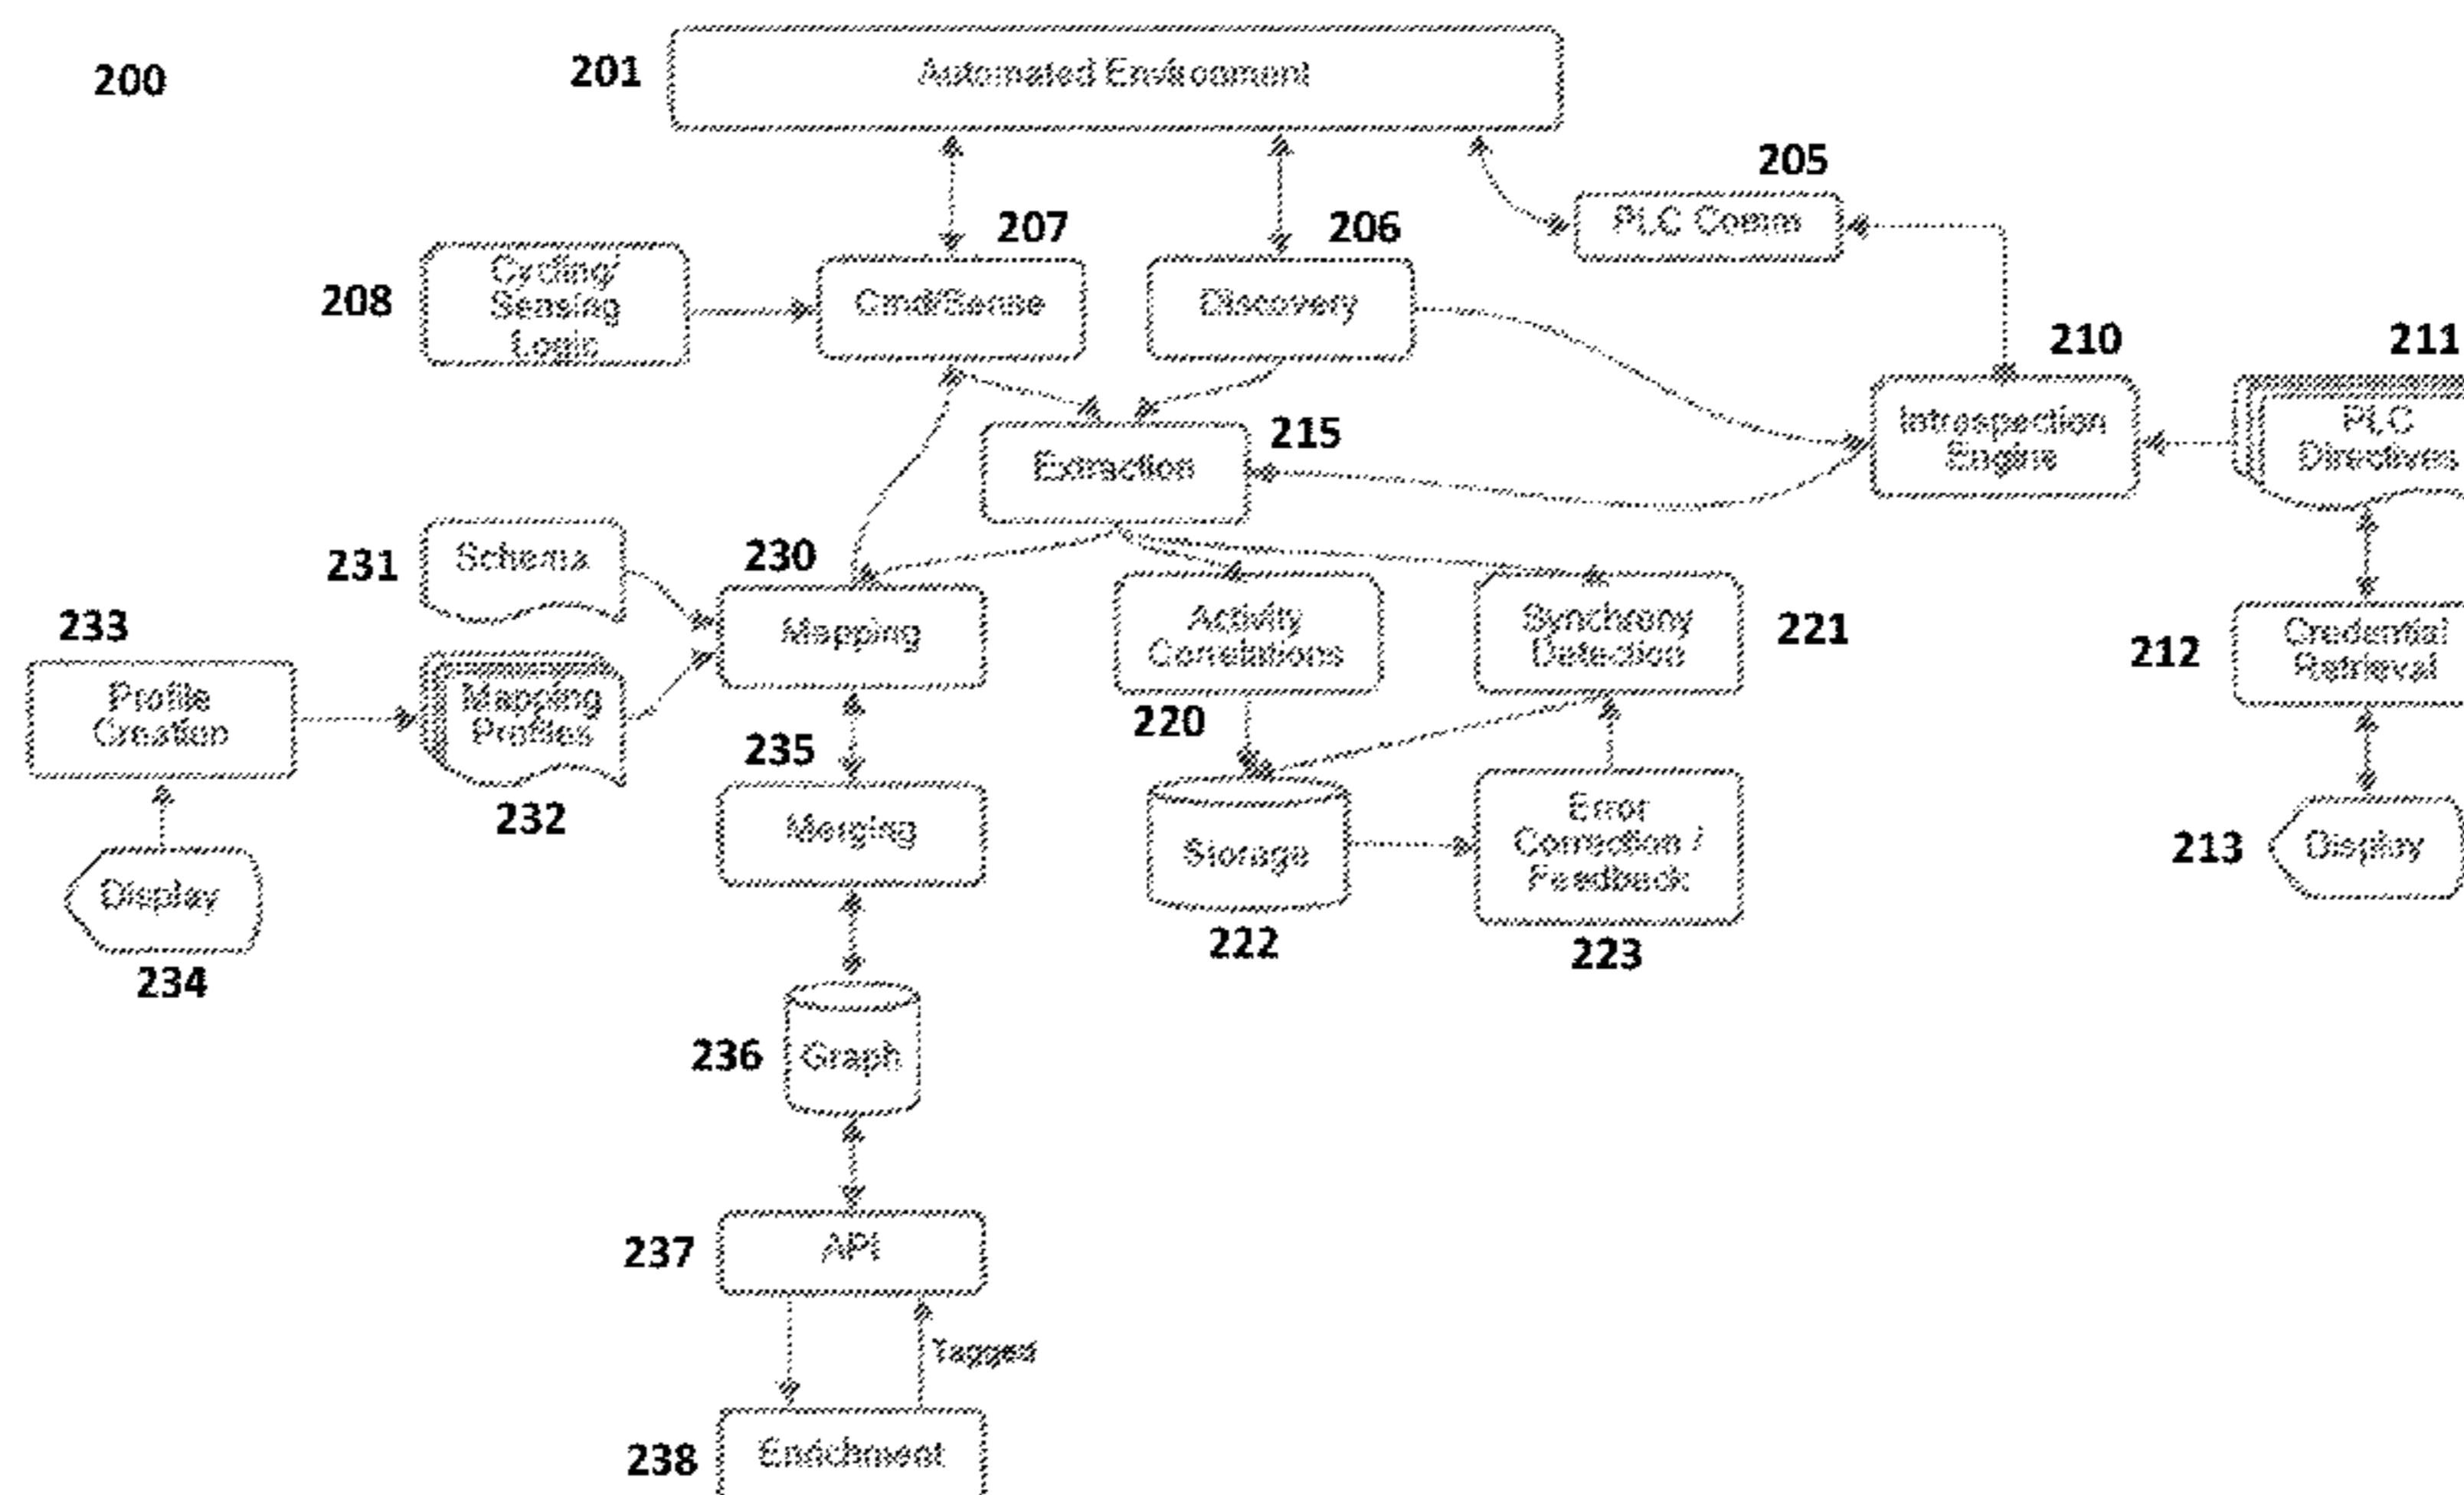 200
201
Automated Environment
205
PLC Comm
207
206
208
Cycling/
Sensing
Login
Cmd/Sense
Discovery
210
211
Introspection
Engine
PLC
Directives
215
Extraction
231
Schema
230
Mapping
Activity
Correlations
Synchrony
Detection
221
212
Credential
Retrieval
233
Profile
Creation
Mapping
Profiles
232
220
235
Merging
Storage
222
Error
Correction /
Feedback
223
213
Display
Display
234
236
Graph
237
API
Tagged
238
Enrichment